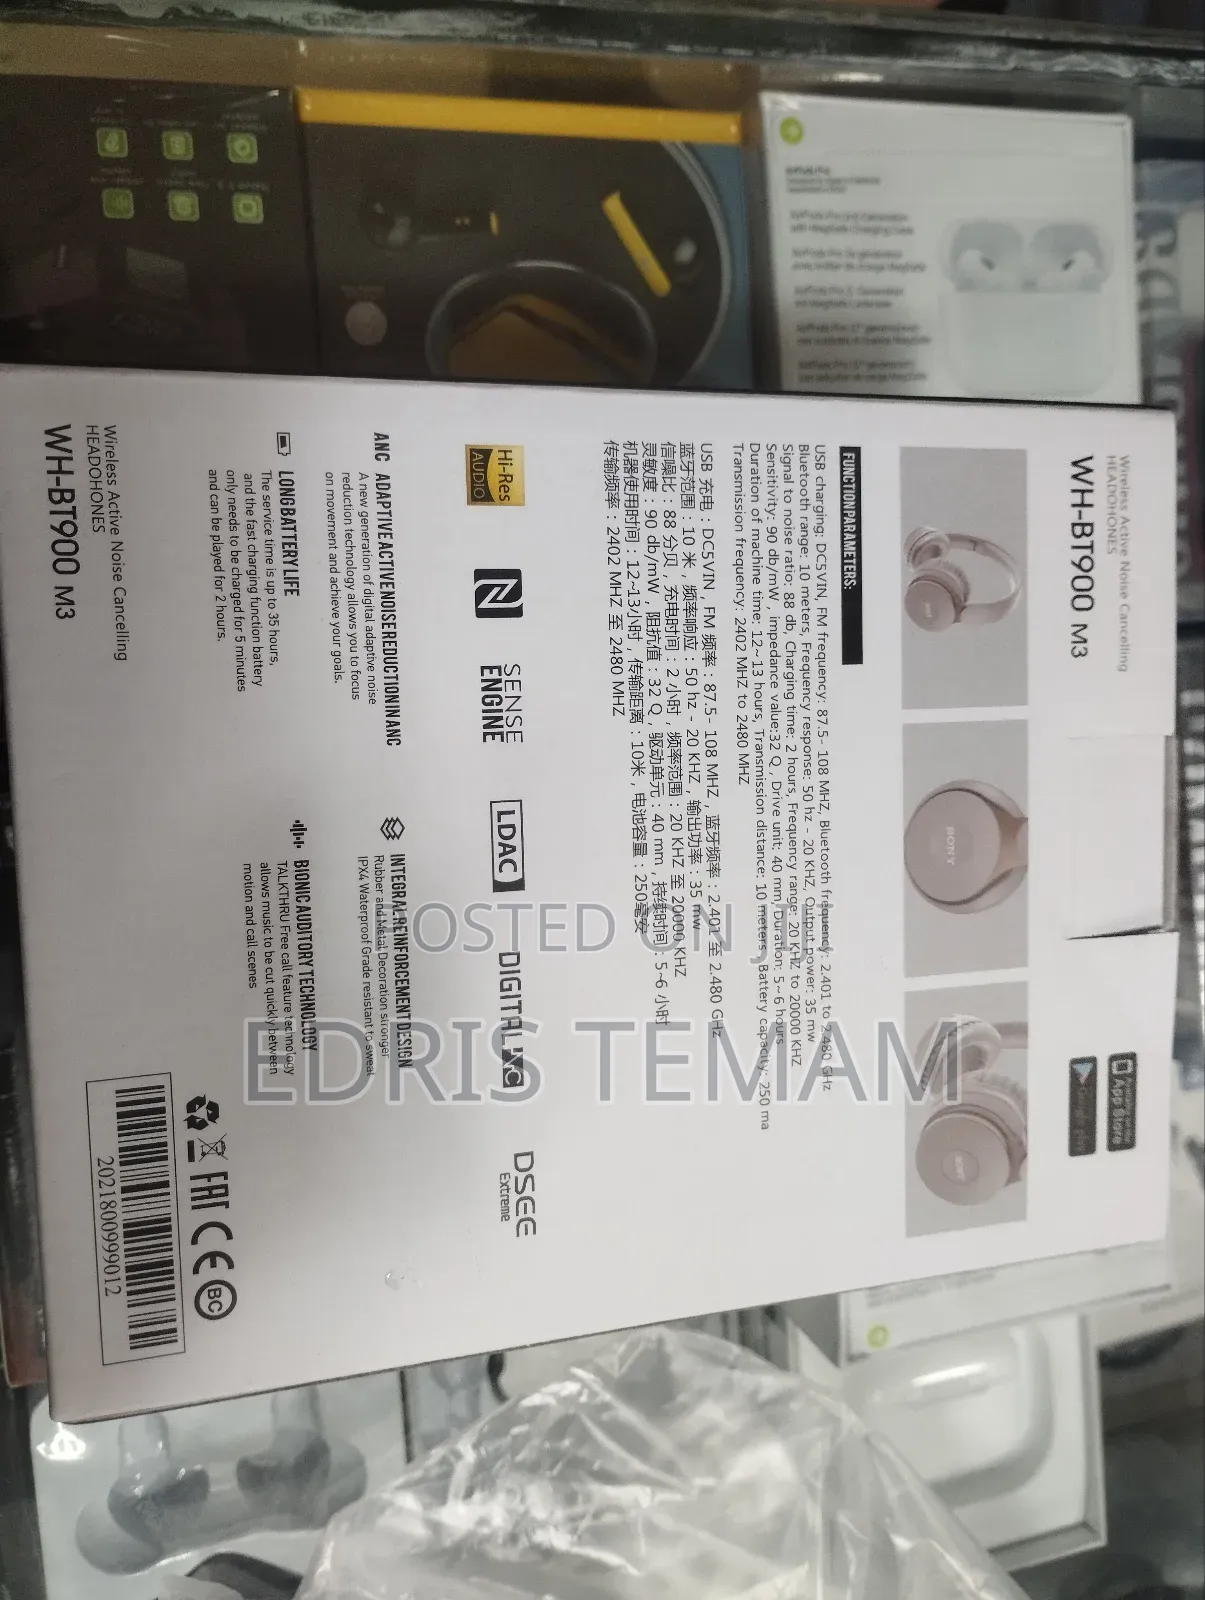 Wireless Active Noise Cancelling
HEADOHONES
WH-BT900 M3
App Store
SONY
FUNCTIONPARAMETERS:
USB charging: DC5VIN, FM frequency: 87.5- 108 MHZ, Bluetooth frequency: 2.401 to 2.480 GHz
Bluetooth range: 10 meters, Frequency response: 50 hz - 20 KHZ, Output power: 35 mw
Signal to noise ratio: 88 db, Charging time: 2 hours, Frequency range: 20 KHZ to 20000 KHZ
Sensitivity: 90 db/mW , impedance value:32 Q , Drive unit: 40 mm,Duration: 5~ 6 hours
Duration of machine time: 12~ 13 hours, Transmission distance: 10 meters , Battery capacity: 250 ma
Transmission frequency: 2402 MHZ to 2480 MHZ
USB 充电：DC5VIN, FM 频率：87.5- 108 MHZ , 蓝牙频率：2.401 至 2.480 GHz
蓝牙范围：10 米，频率响应：50 hz - 20 KHZ , 输出功率：35 mw
信噪比：88 分贝，充电时间：2 小时，频率范围：20 KHZ 至 20000 KHZ
灵敏度：90 db/mW , 阻抗值：32 Q , 驱动单元：40 mm , 持续时间：5~6 小时
机器使用时间：12~13小时，传输距离：10米，电池容量：250毫安
传输频率：2402 MHZ 至 2480 MHZ
Hi-Res
AUDIO
SENSE
ENGINE
LDAC
DIGITAL NC
DSEE
Extreme
ANC ADAPTIVE ACTIVE NOISE REDUCTION IN ANC
A new generation of digital adaptive noise
reduction technology allows you to focus
on movement and achieve your goals.
INTEGRAL REINFORCEMENT DESIGN
Rubber and Metal Decoration stronger
IPX4 Waterproof Grade resistant to sweat
LONG BATTERY LIFE
The service time is up to 35 hours,
and the fast charging function battery
only needs to be charged for 5 minutes
and can be played for 2 hours.
BIONIC AUDITORY TECHNOLOGY
TALKTHRU Free call feature technology
allows music to be cut quickly between
motion and call scenes
Wireless Active Noise Cancelling
HEADOHONES
WH-BT900 M3
EAC CE BC
2021800999012
POSTED ON
EDRIS TEMAM